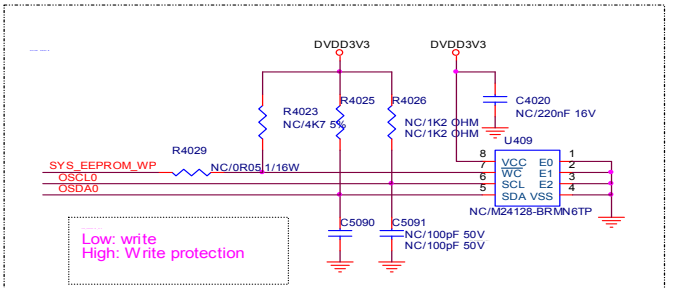 DVDD3V3
DVDD3V3
R4023
NC/4K7 5%
R4025
R4026
NC/1K2 OHM
NC/1K2 OHM
C4020
NC/220nF 16V
U409
R4029
SYS_EEPROM_WP
NC/0R05 1/16W
OSCL0
OSDA0
8
7
6
5
VCC E0
WC E1
SCL E2
SDA VSS
1
2
3
4
NC/M24128-BRMN6TP
C5090
C5091
NC/100pF 50V
NC/100pF 50V
Low: write
High: Write protection